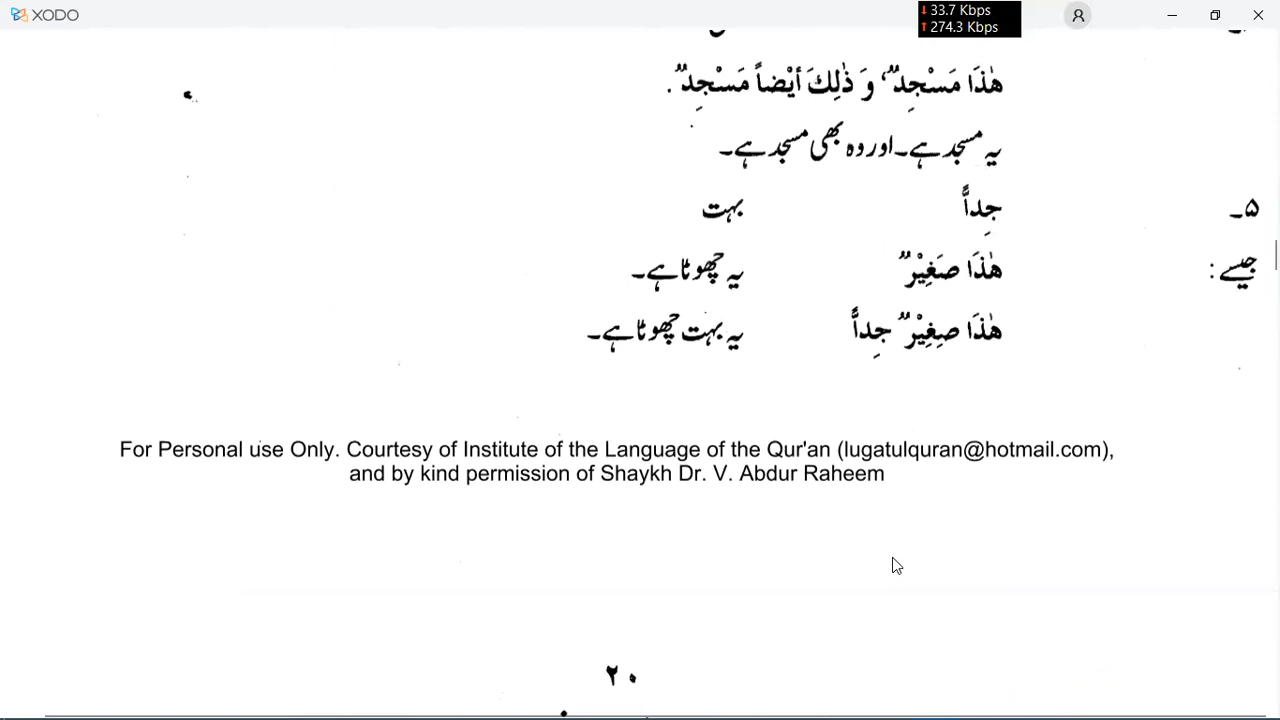 XODO
↓ 33.7 Kbps
↑ 274.3 Kbps
هٰذَا مَسْجِدٌ، وَ ذٰلِكَ أَيْضاً مَسْجِدٌ.
یہ مسجد ہے۔ اور وہ بھی مسجد ہے۔
۵۔ جِداًّ بہت
جیسے: هٰذَا صَغِيْرٌ یہ چھوٹا ہے۔
هٰذَا صِغِيْرٌ جِداًّ یہ بہت چھوٹا ہے۔
For Personal use Only. Courtesy of Institute of the Language of the Qur'an (lugatulquran@hotmail.com),
and by kind permission of Shaykh Dr. V. Abdur Raheem
۲۰